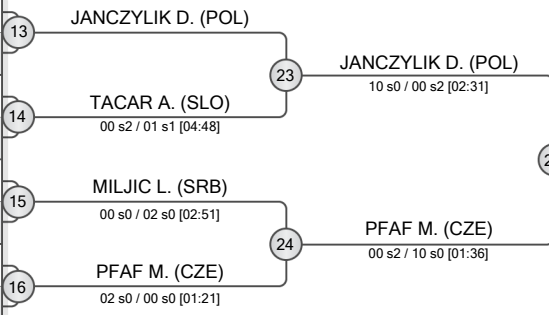 13
JANCZYLIK D. (POL)
23
JANCZYLIK D. (POL)
10 s0 / 00 s2 [02:31]
14
TACAR A. (SLO)
00 s2 / 01 s1 [04:48]
15
MILJIC L. (SRB)
00 s0 / 02 s0 [02:51]
24
PFAF M. (CZE)
00 s2 / 10 s0 [01:36]
16
PFAF M. (CZE)
02 s0 / 00 s0 [01:21]